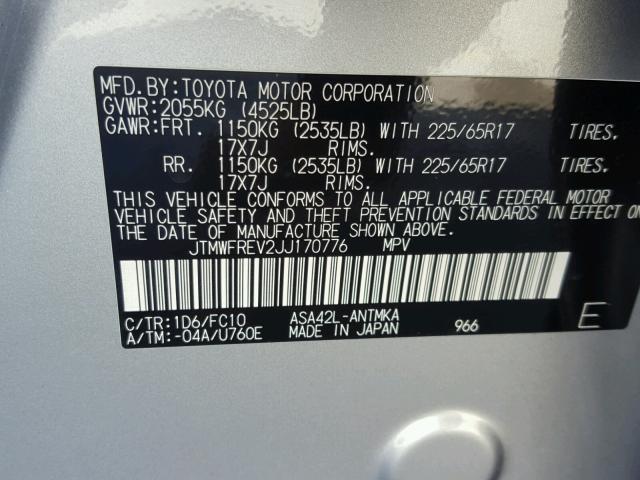 MFD.BY:TOYOTA MOTOR CORPORATION
GVWR:2055KG (4525LB)
GAWR:FRT. 1150KG (2535LB) WITH 225/65R17 TIRES.
17X7J RIMS.
RR. 1150KG (2535LB) WITH 225/65R17 TIRES.
17X7J RIMS.
THIS VEHICLE CONFORMS TO ALL APPLICABLE FEDERAL MOTOR
VEHICLE SAFETY AND THEFT PREVENTION STANDARDS IN EFFECT ON
THE DATE OF MANUFACTURE SHOWN ABOVE.
JTMWFREV2JJ170776 MPV
C/TR:1D6/FC10 ASA42L-ANTMKA
A/TM:-04A/U760E MADE IN JAPAN 966 E